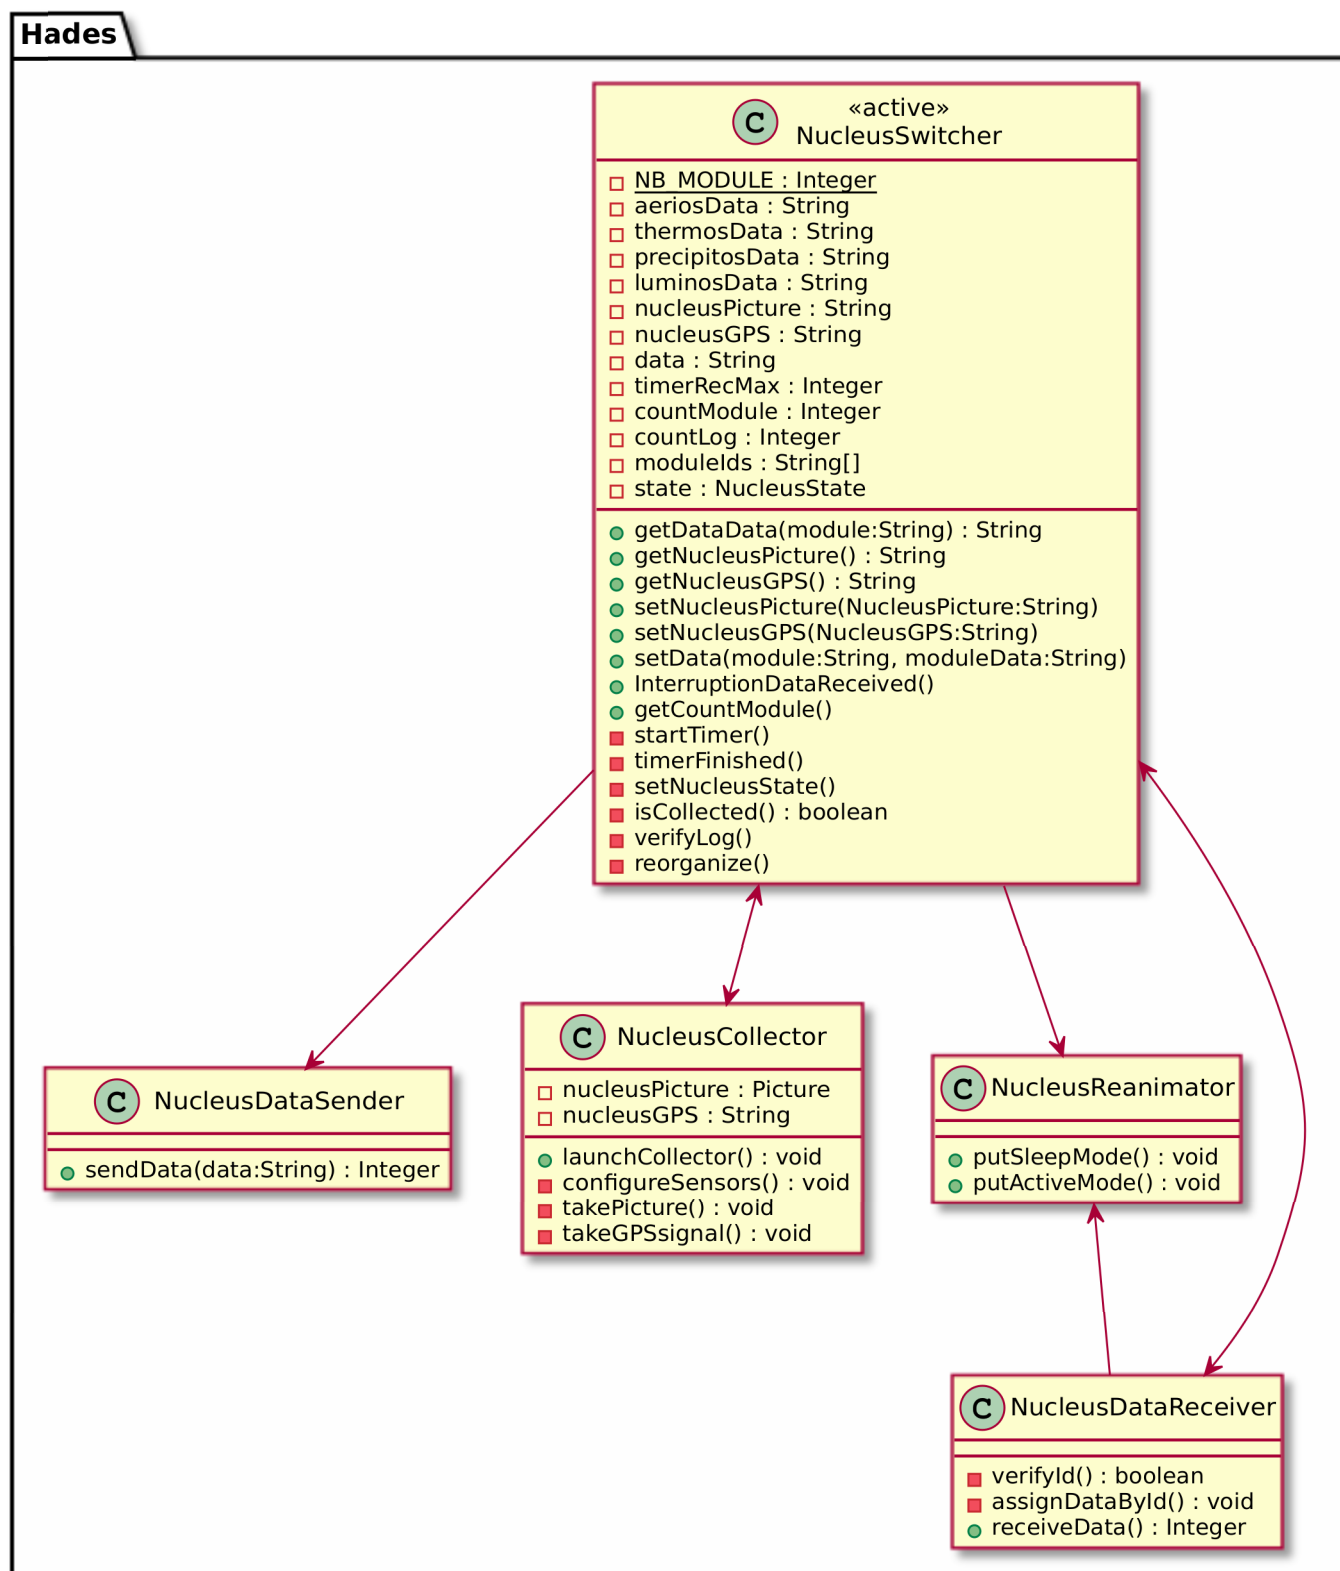 Hades
C
«active»
NucleusSwitcher
NB_MODULE : Integer
aeriosData : String
thermosData : String
precipitosData : String
luminosData : String
nucleusPicture : String
nucleusGPS : String
data : String
timerRecMax : Integer
countModule : Integer
countLog : Integer
moduleIds : String[]
state : NucleusState
getDataData(module:String) : String
getNucleusPicture() : String
getNucleusGPS() : String
setNucleusPicture(NucleusPicture:String)
setNucleusGPS(NucleusGPS:String)
setData(module:String, moduleData:String)
InterruptionDataReceived()
getCountModule()
startTimer()
timerFinished()
setNucleusState()
isCollected() : boolean
verifyLog()
reorganize()
C NucleusDataSender
sendData(data:String) : Integer
C NucleusCollector
nucleusPicture : Picture
nucleusGPS : String
launchCollector() : void
configureSensors() : void
takePicture() : void
takeGPSsignal() : void
C NucleusReanimator
putSleepMode() : void
putActiveMode() : void
C NucleusDataReceiver
verifyId() : boolean
assignDataById() : void
receiveData() : Integer